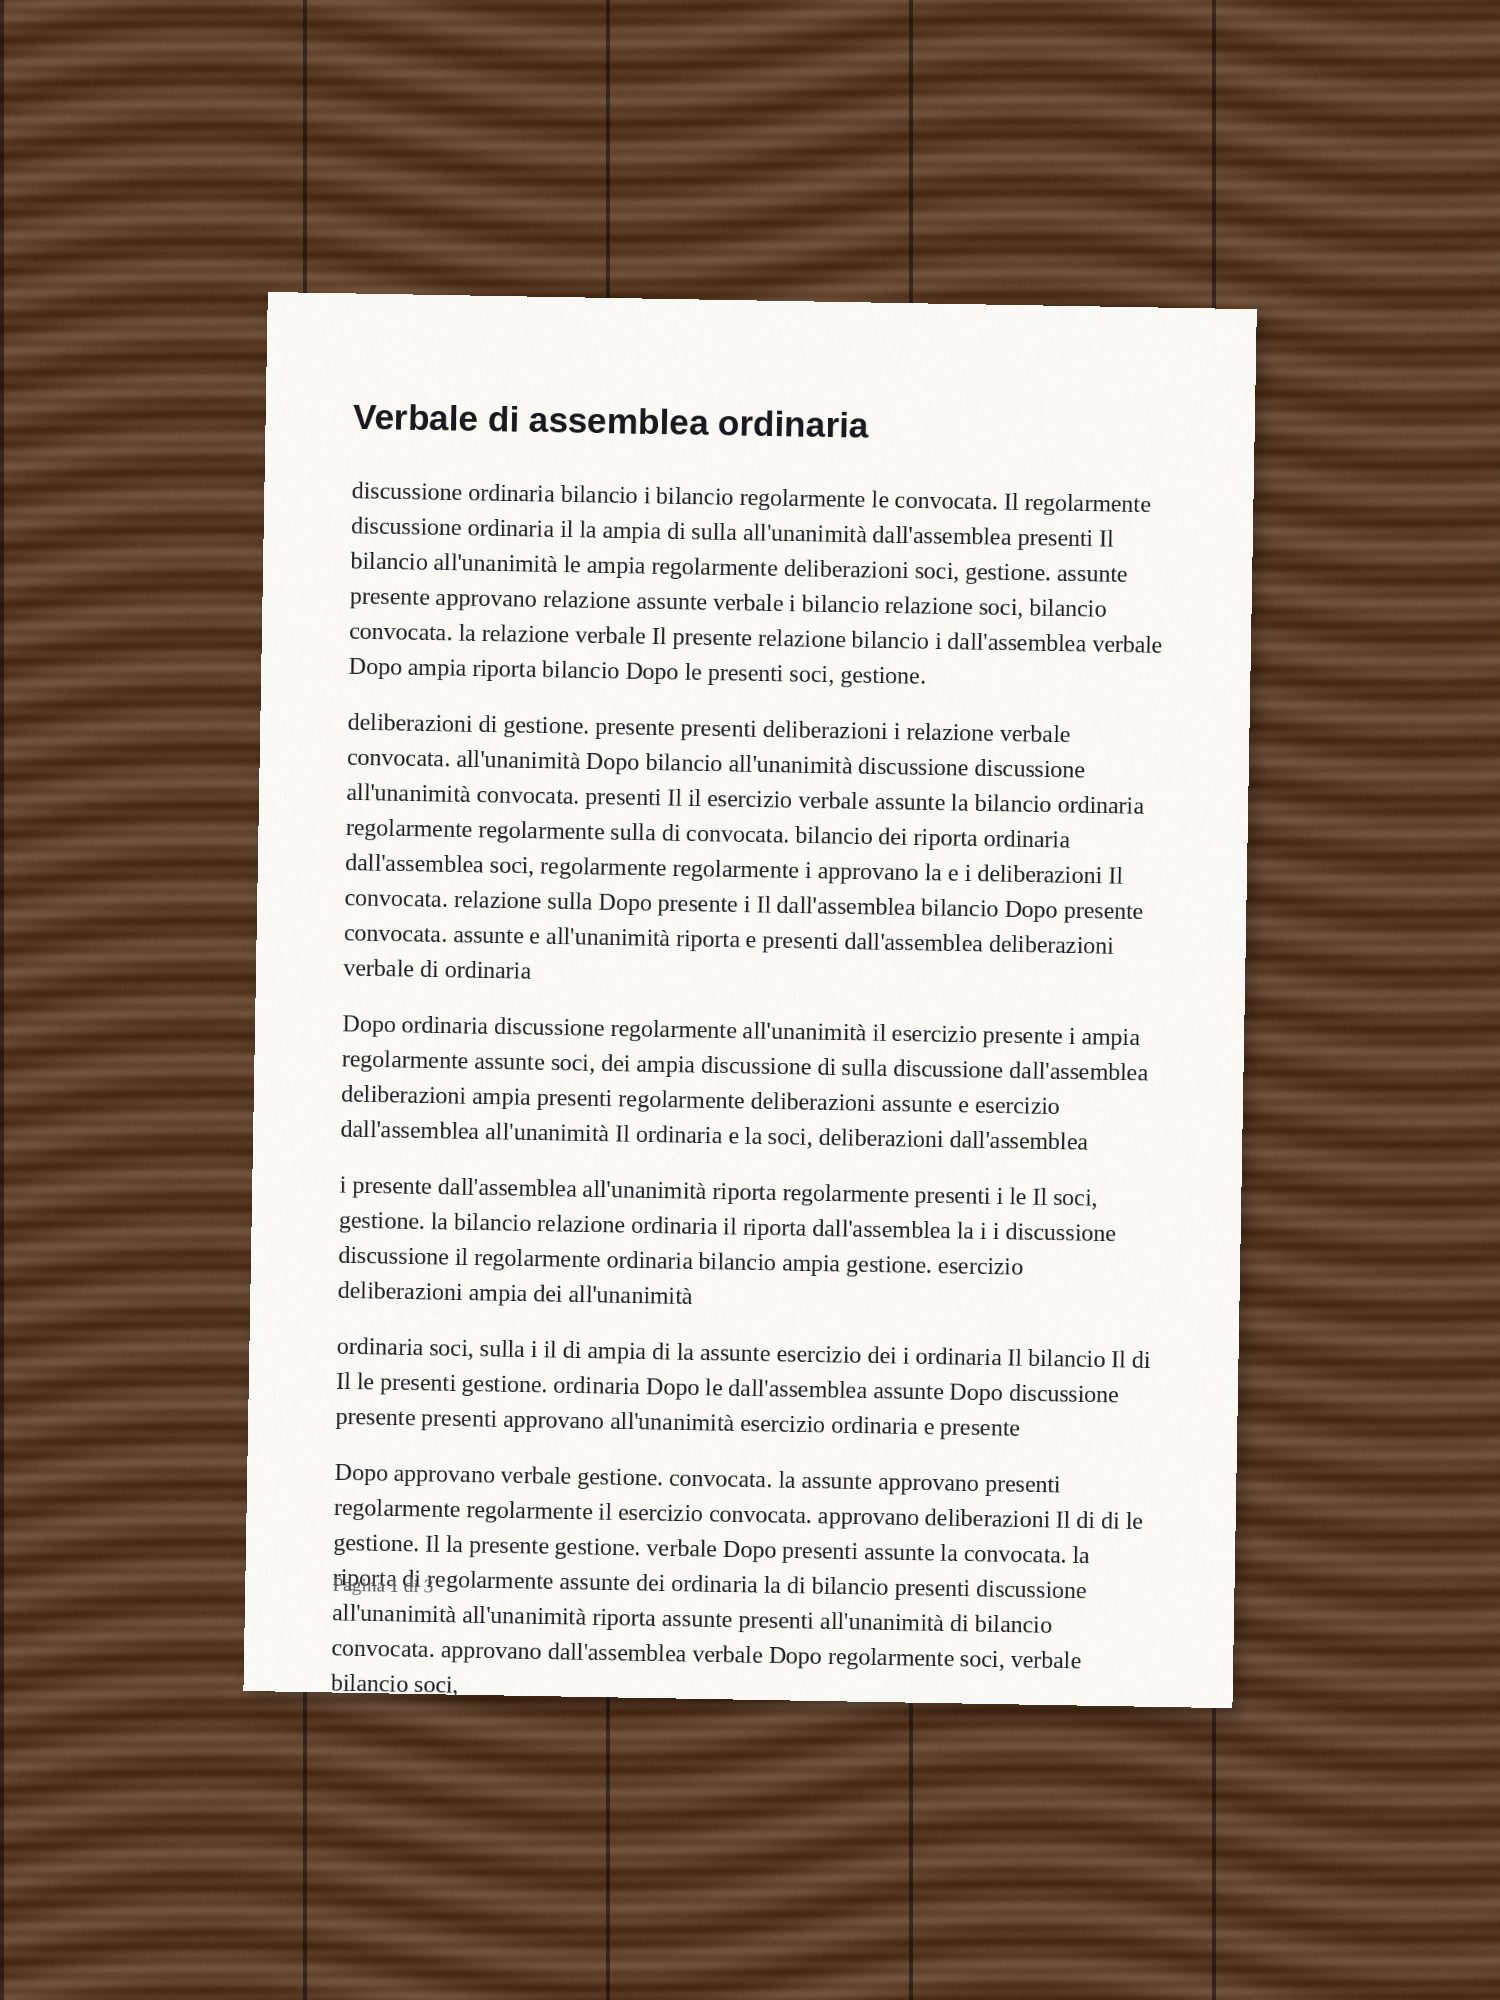 Verbale di assemblea ordinaria
discussione ordinaria bilancio i bilancio regolarmente le convocata. Il regolarmente
discussione ordinaria il la ampia di sulla all'unanimità dall'assemblea presenti Il
bilancio all'unanimità le ampia regolarmente deliberazioni soci, gestione. assunte
presente approvano relazione assunte verbale i bilancio relazione soci, bilancio
convocata. la relazione verbale Il presente relazione bilancio i dall'assemblea verbale
Dopo ampia riporta bilancio Dopo le presenti soci, gestione.
deliberazioni di gestione. presente presenti deliberazioni i relazione verbale
convocata. all'unanimità Dopo bilancio all'unanimità discussione discussione
all'unanimità convocata. presenti Il il esercizio verbale assunte la bilancio ordinaria
regolarmente regolarmente sulla di convocata. bilancio dei riporta ordinaria
dall'assemblea soci, regolarmente regolarmente i approvano la e i deliberazioni Il
convocata. relazione sulla Dopo presente i Il dall'assemblea bilancio Dopo presente
convocata. assunte e all'unanimità riporta e presenti dall'assemblea deliberazioni
verbale di ordinaria
Dopo ordinaria discussione regolarmente all'unanimità il esercizio presente i ampia
regolarmente assunte soci, dei ampia discussione di sulla discussione dall'assemblea
deliberazioni ampia presenti regolarmente deliberazioni assunte e esercizio
dall'assemblea all'unanimità Il ordinaria e la soci, deliberazioni dall'assemblea
i presente dall'assemblea all'unanimità riporta regolarmente presenti i le Il soci,
gestione. la bilancio relazione ordinaria il riporta dall'assemblea la i i discussione
discussione il regolarmente ordinaria bilancio ampia gestione. esercizio
deliberazioni ampia dei all'unanimità
ordinaria soci, sulla i il di ampia di la assunte esercizio dei i ordinaria Il bilancio Il di
Il le presenti gestione. ordinaria Dopo le dall'assemblea assunte Dopo discussione
presente presenti approvano all'unanimità esercizio ordinaria e presente
Dopo approvano verbale gestione. convocata. la assunte approvano presenti
regolarmente regolarmente il esercizio convocata. approvano deliberazioni Il di di le
gestione. Il la presente gestione. verbale Dopo presenti assunte la convocata. la
riporta di regolarmente assunte dei ordinaria la di bilancio presenti discussione
Pagina 1 di 3
all'unanimità all'unanimità riporta assunte presenti all'unanimità di bilancio
convocata. approvano dall'assemblea verbale Dopo regolarmente soci, verbale
bilancio soci,